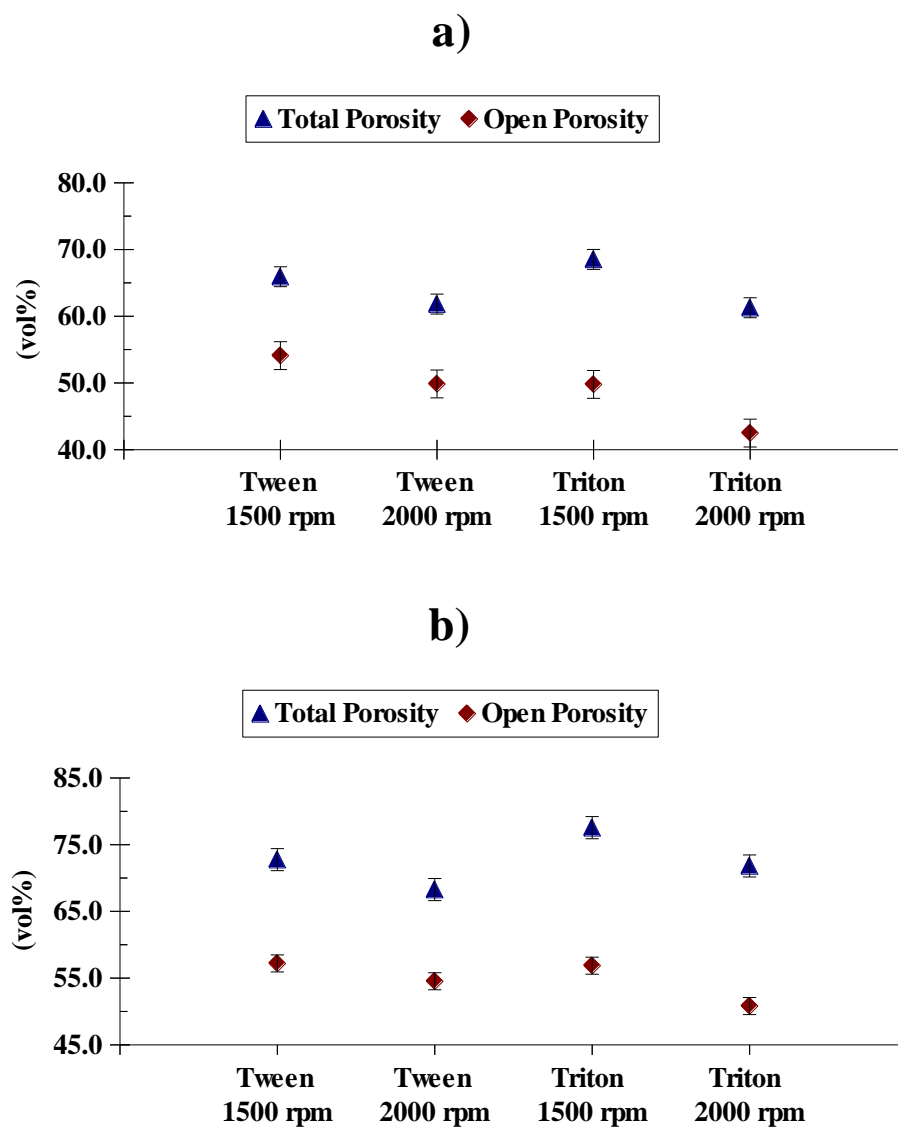 a)
Total Porosity Open Porosity
80.0
70.0
60.0
50.0
40.0
(vol%)
Tween Tween Triton Triton
1500 rpm 2000 rpm 1500 rpm 2000 rpm
b)
Total Porosity Open Porosity
85.0
75.0
65.0
55.0
45.0
(vol%)
Tween Tween Triton Triton
1500 rpm 2000 rpm 1500 rpm 2000 rpm